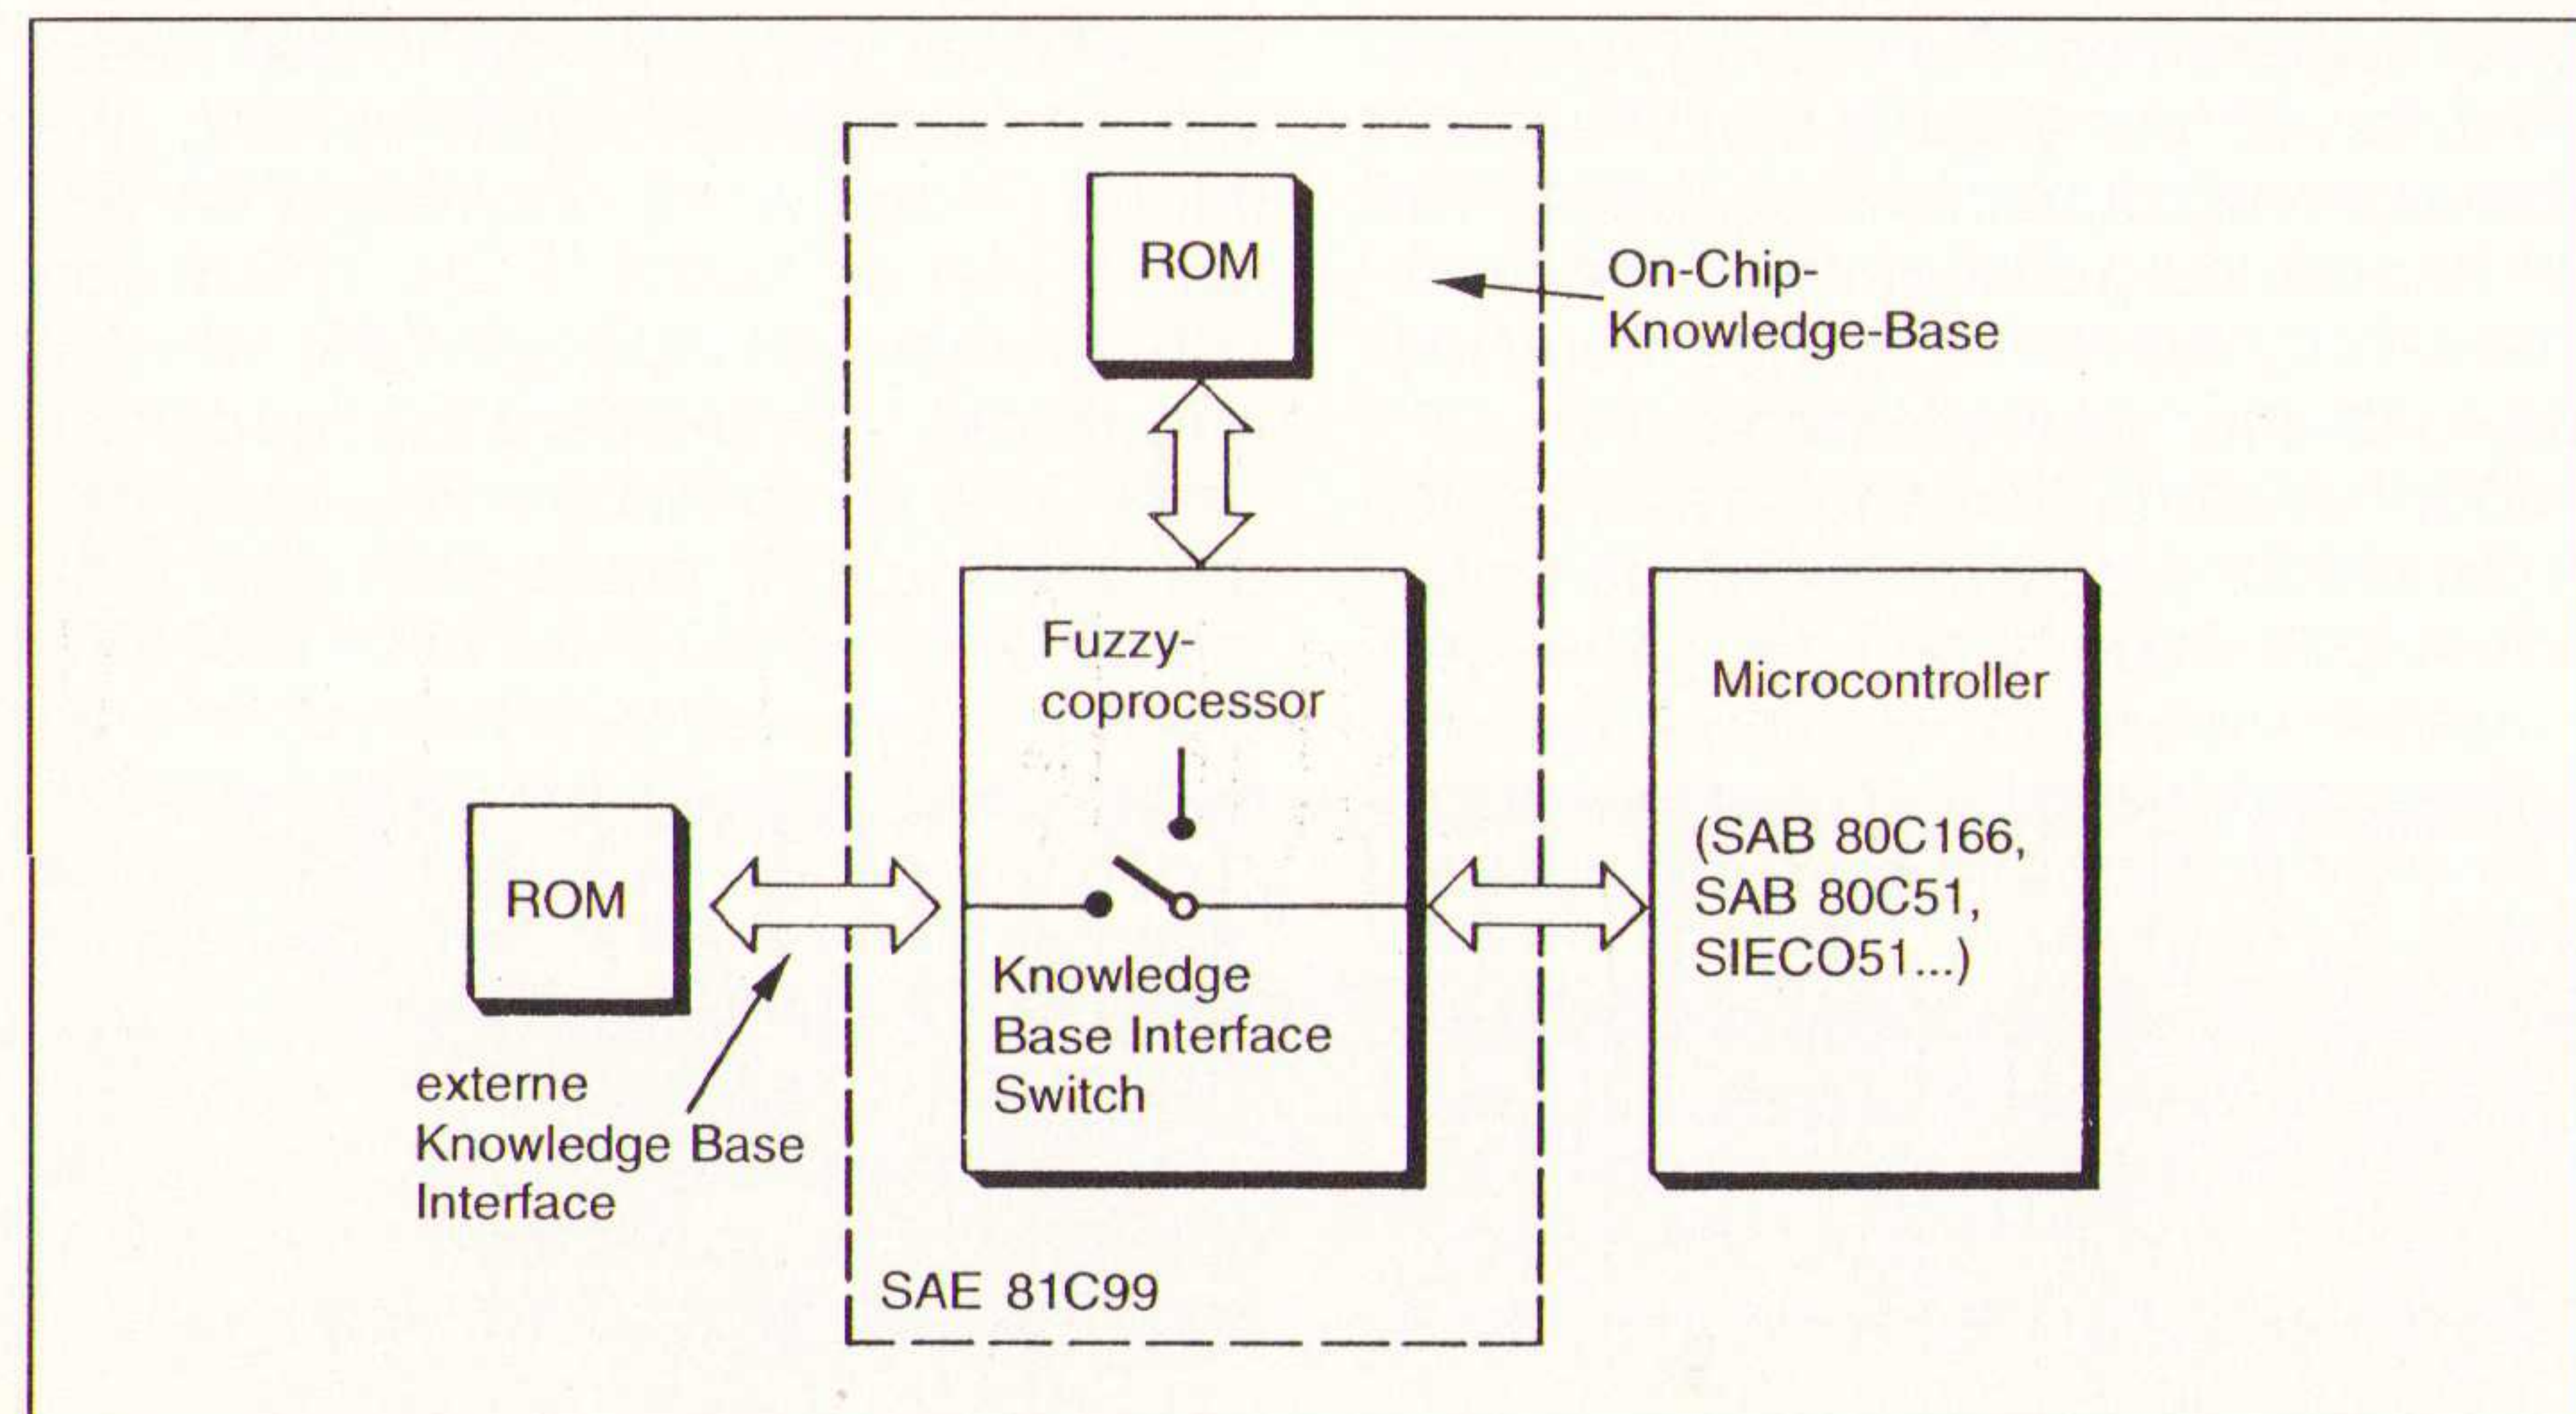 ROM
On-Chip-
Knowledge-Base
Fuzzy-
coprocessor
Microcontroller
(SAB 80C166,
SAB 80C51,
SIECO51...)
ROM
Knowledge
Base Interface
Switch
externe
Knowledge Base
Interface
SAE 81C99